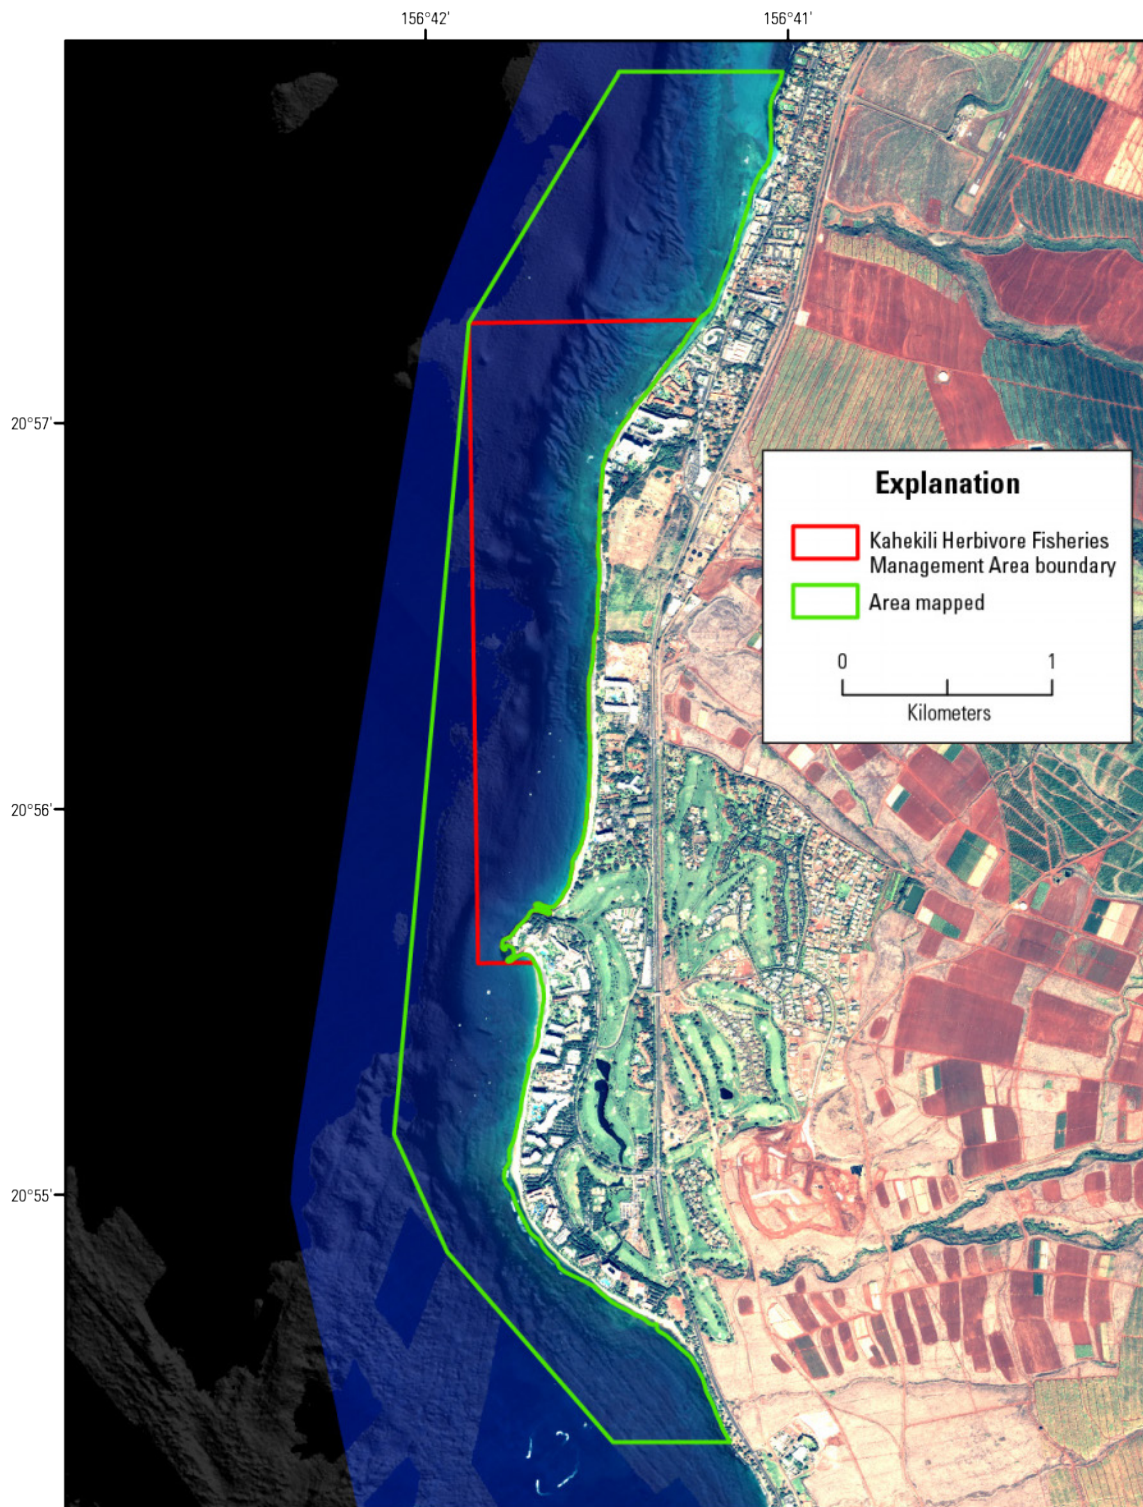 156°42'
156°41'
20°57'
Explanation
Kahekili Herbivore Fisheries
Management Area boundary
Area mapped
0 1
Kilometers
20°56'
20°55'